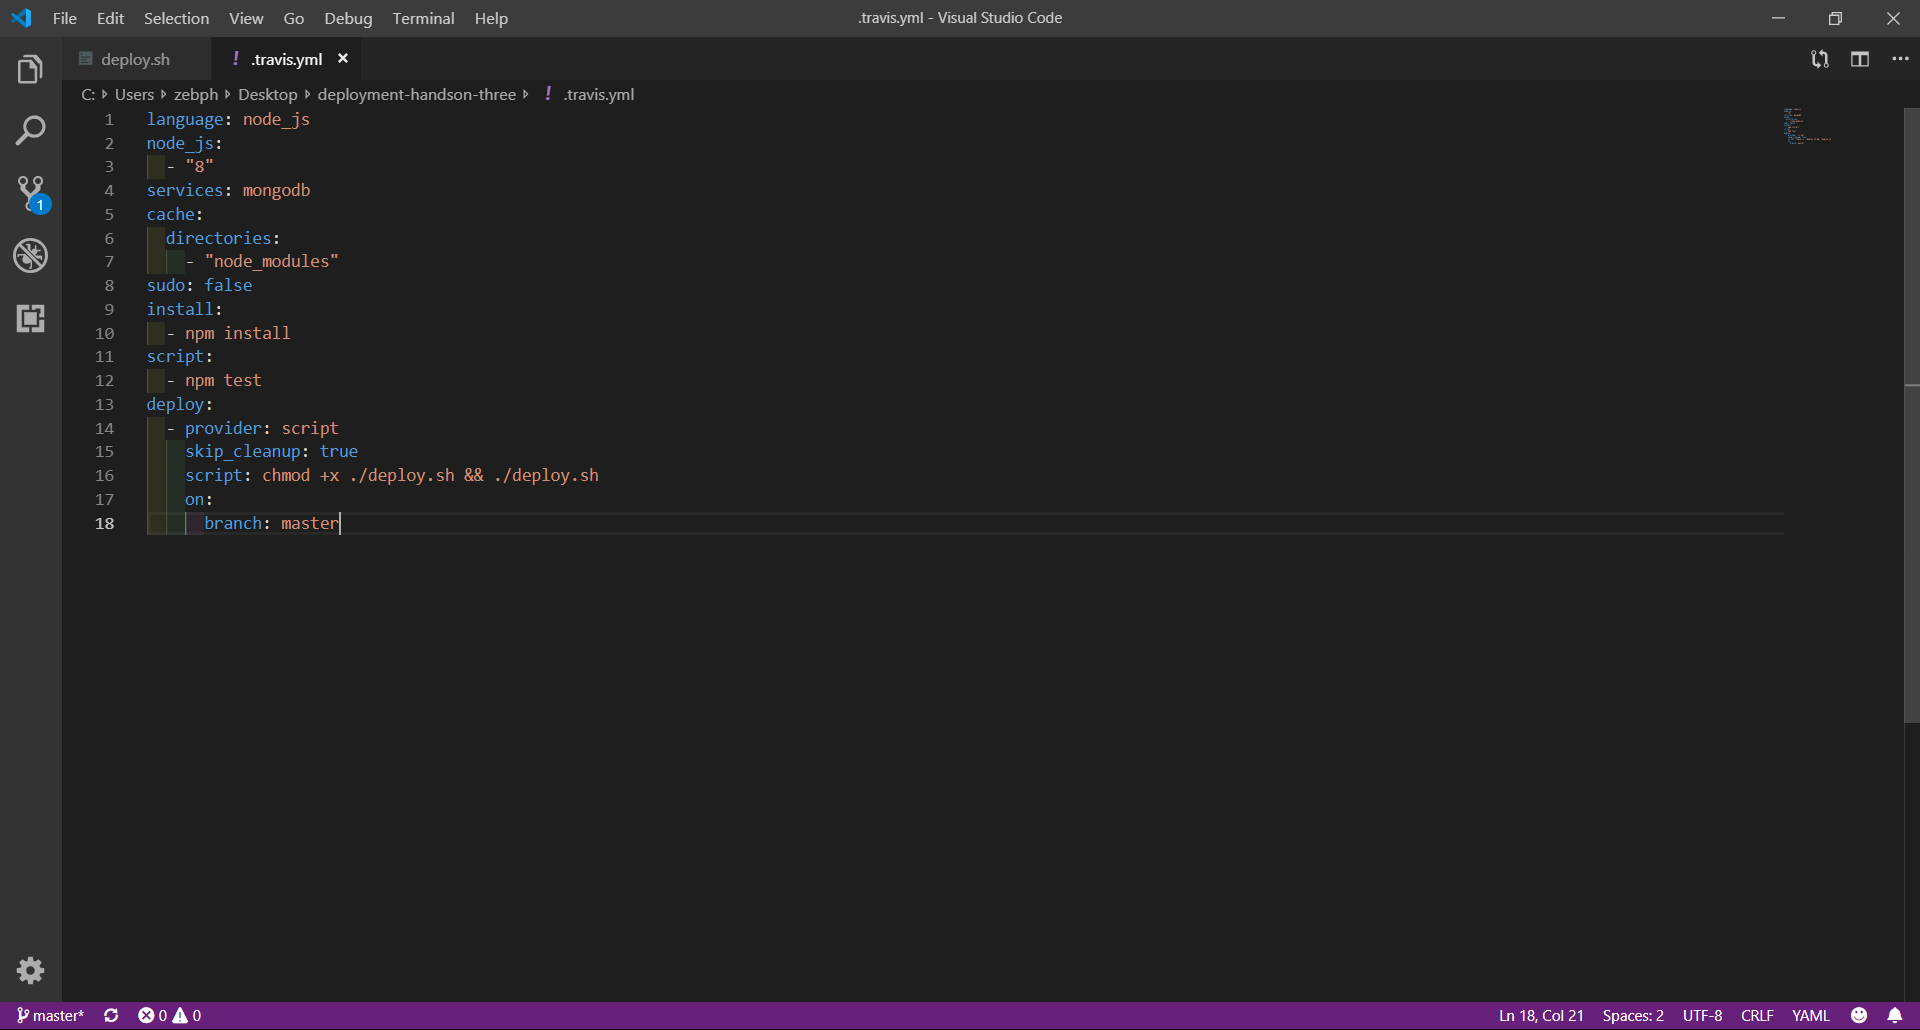 File Edit Selection View Go Debug Terminal Help .travis.yml - Visual Studio Code
deploy.sh ! .travis.yml
C: Users zebph Desktop deployment-handson-three ! .travis.yml
1 language: node_js
2 node_js:
3 - "8"
4 services: mongodb
5 cache:
6 directories:
7 - "node_modules"
8 sudo: false
9 install:
10 - npm install
11 script:
12 - npm test
13 deploy:
14 - provider: script
15 skip_cleanup: true
16 script: chmod +x ./deploy.sh && ./deploy.sh
17 on:
18 branch: master
1
master* 0 0 Ln 18, Col 21 Spaces: 2 UTF-8 CRLF YAML